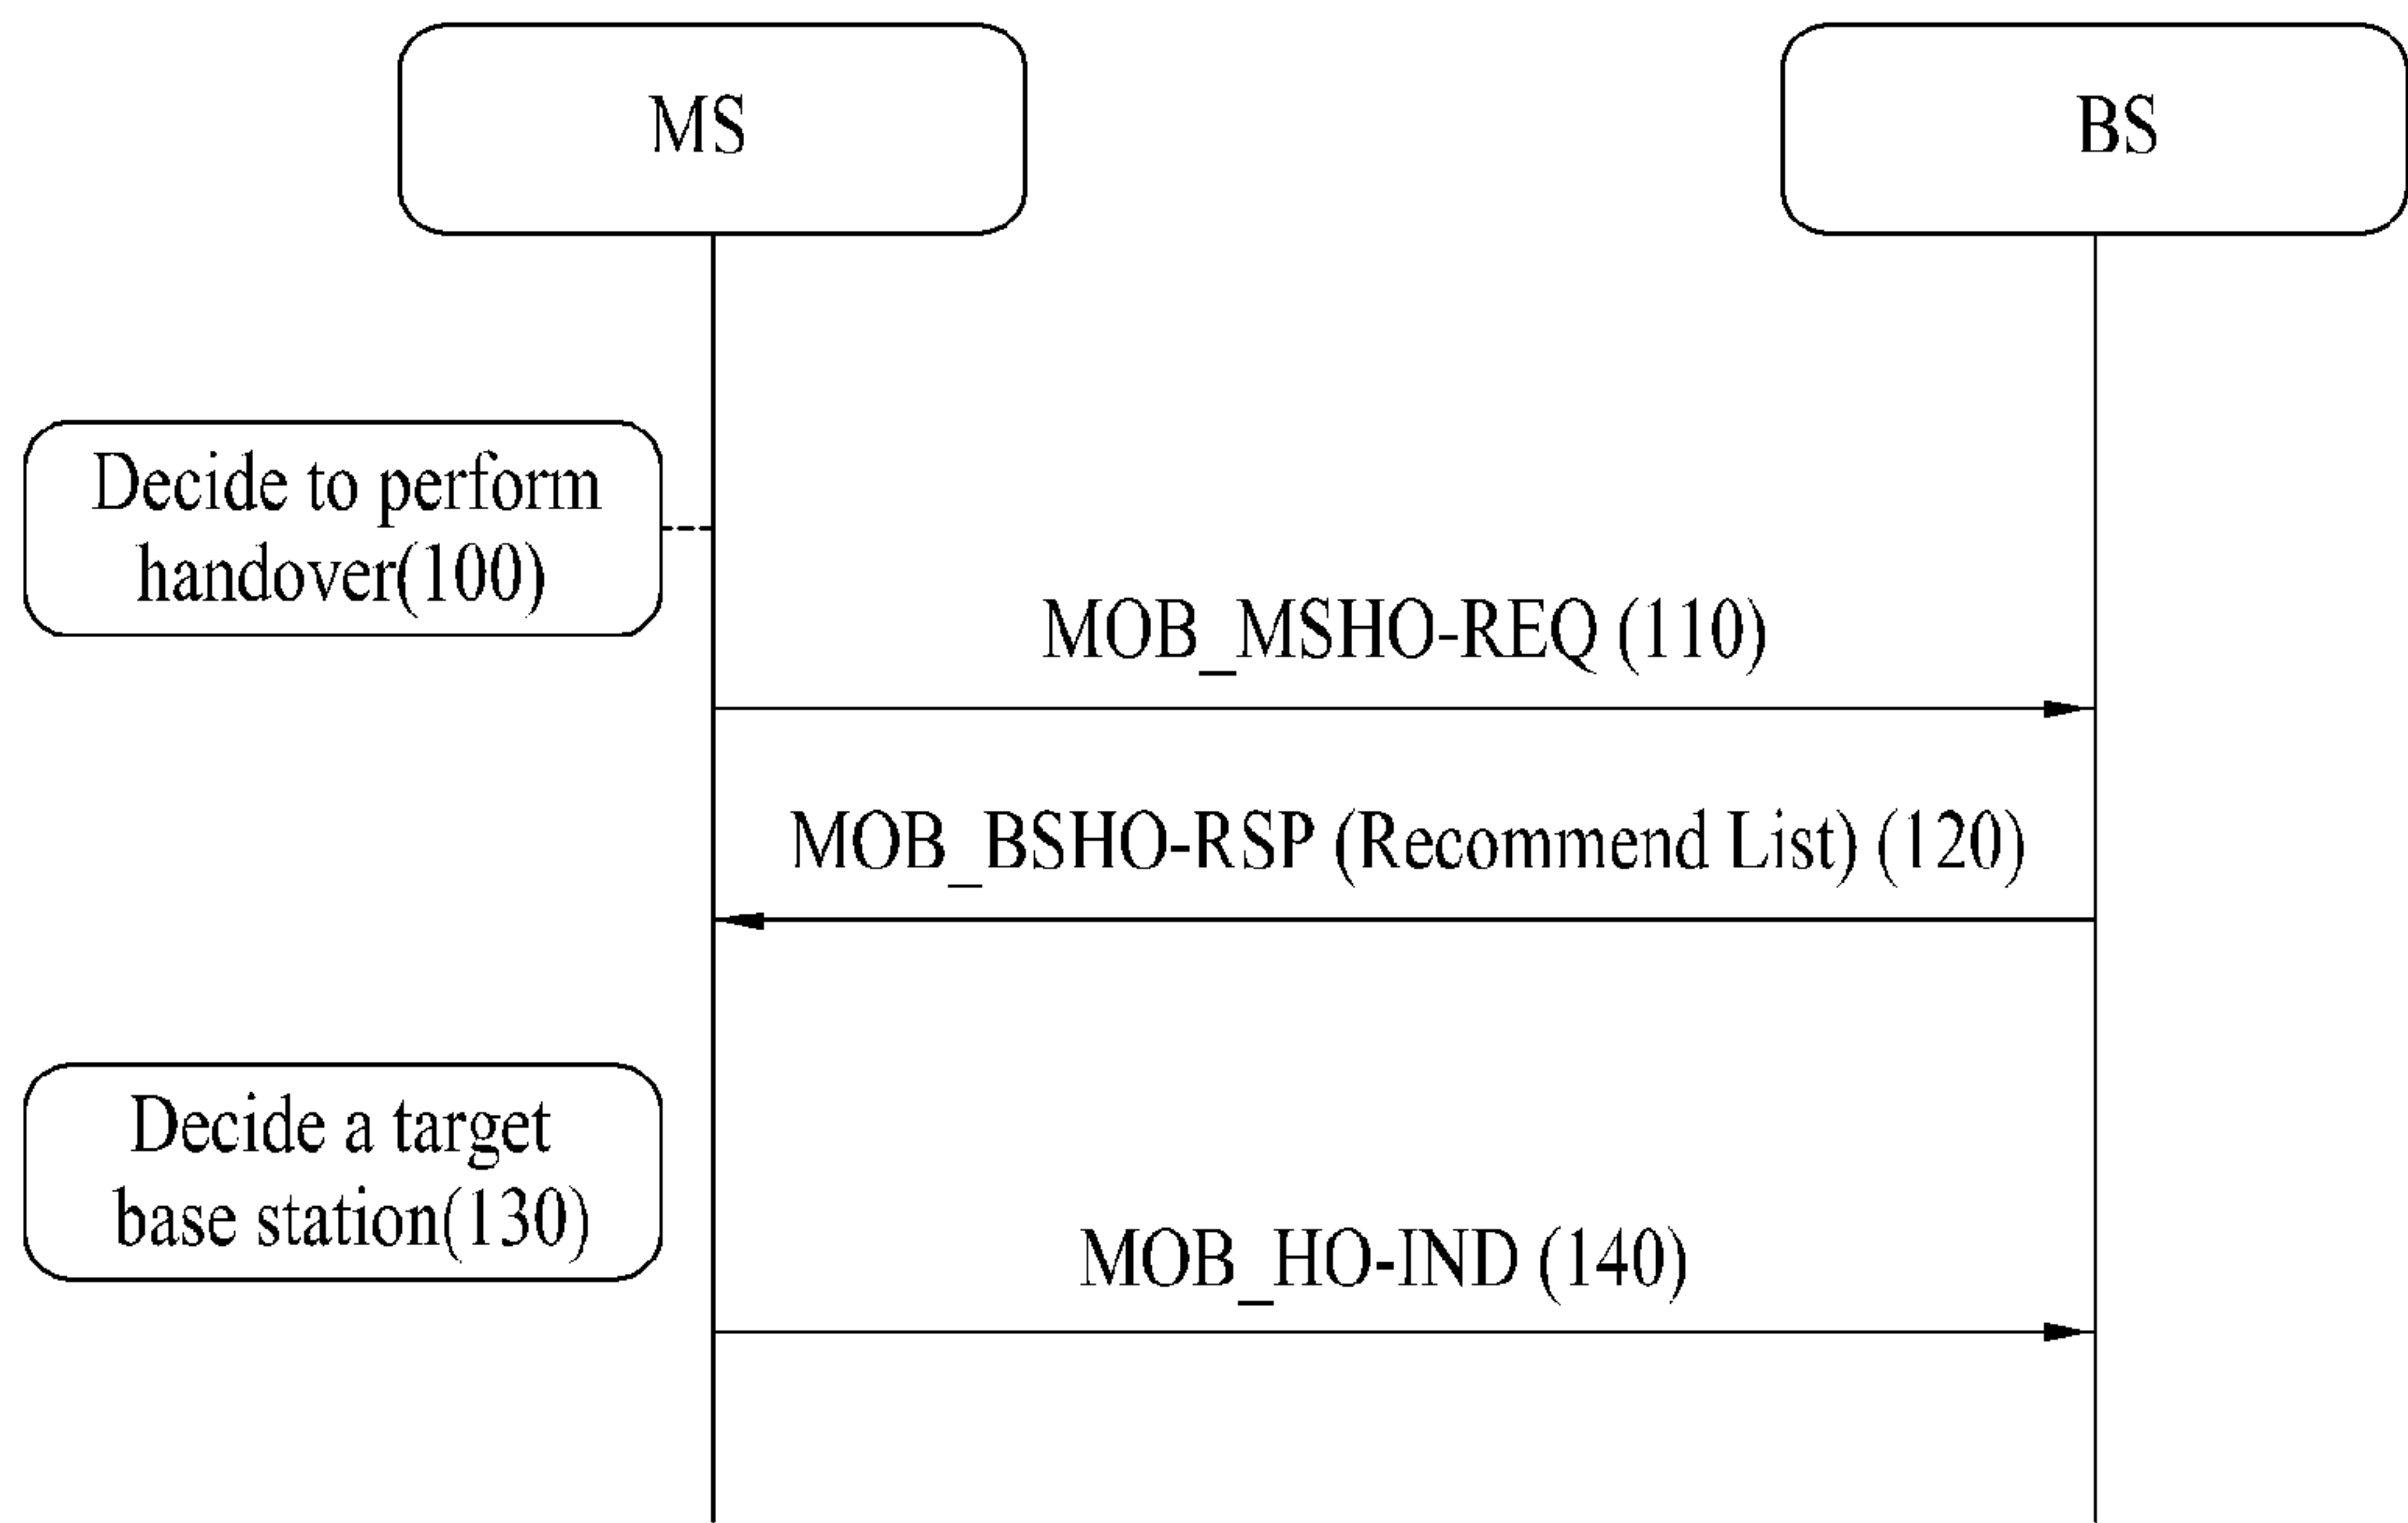 MS
BS
Decide to perform
handover(100)
MOB_MSHO-REQ (110)
MOB_BSHO-RSP (Recommend List) (120)
Decide a target
base station(130)
MOB_HO-IND (140)